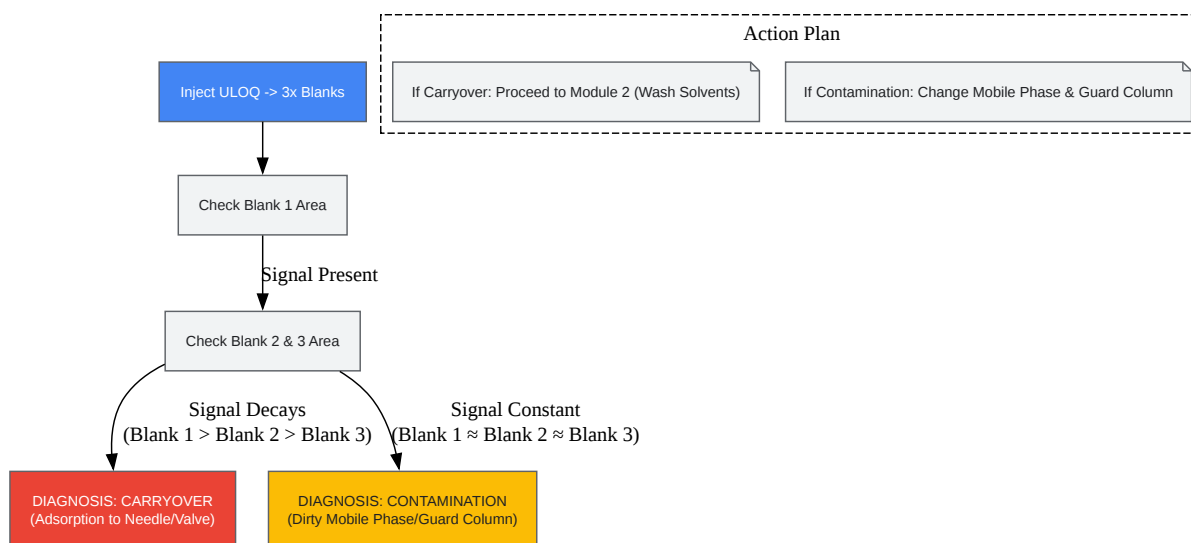 Action Plan
Inject ULOQ -> 3x Blanks
If Carryover: Proceed to Module 2 (Wash Solvents)
If Contamination: Change Mobile Phase & Guard Column
Check Blank 1 Area
Signal Present
Check Blank 2 & 3 Area
Signal Decays
(Blank 1 > Blank 2 > Blank 3)
Signal Constant
(Blank 1 ≈ Blank 2 ≈ Blank 3)
DIAGNOSIS: CARRYOVER
(Adsorption to Needle/Valve)
DIAGNOSIS: CONTAMINATION
(Dirty Mobile Phase/Guard Column)